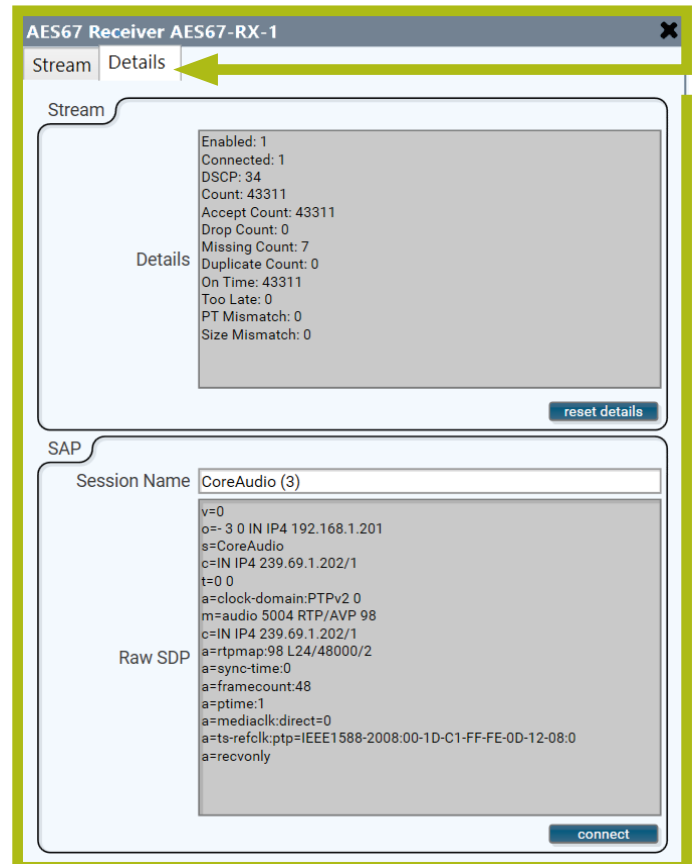 AES67 Receiver AES67-RX-1
Stream Details
Stream
Enabled: 1
Connected: 1
DSCP: 34
Count: 43311
Accept Count: 43311
Drop Count: 0
Missing Count: 7
Details
Duplicate Count: 0
On Time: 43311
Too Late: 0
PT Mismatch: 0
Size Mismatch: 0
reset details
SAP
Session Name CoreAudio (3)
v=0
o=- 3 0 IN IP4 192.168.1.201
s=CoreAudio
c=IN IP4 239.69.1.202/1
t=0 0
a=clock-domain:PTPv2 0
m=audio 5004 RTP/AVP 98
c=IN IP4 239.69.1.202/1
a=rtpmap:98 L24/48000/2
Raw SDP
a=sync-time:0
a=framecount:48
a=ptime:1
a=mediaclk:direct=0
a=ts-refclk:ptp=IEEE1588-2008:00-1D-C1-FF-FE-0D-12-08:0
a=recvonly
connect